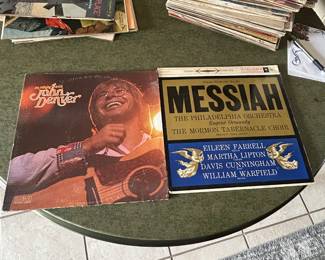 John
Denver
MESSIAH
THE PHILADELPHIA ORCHESTRA
Eugene Ormandy
THE MORMON TABERNACLE CHOIR
EILEEN FARRELL
MARTHA LIPTON
DAVIS CUNNINGHAM
WILLIAM WARFIELD